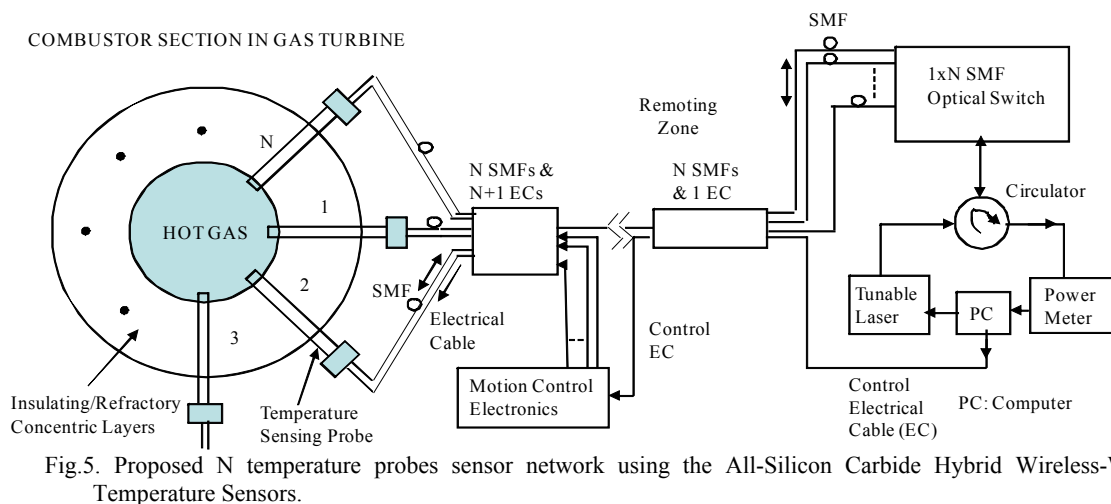 COMBUSTOR SECTION IN GAS TURBINE
SMF
1xN SMF
Optical Switch
Remoting
Zone
N
N SMFs &
N+1 ECs
N SMFs
& 1 EC
Circulator
1
HOT GAS
2
3
SMF
Electrical
Cable
Control
EC
Tunable
Laser
PC
Power
Meter
Motion Control
Electronics
Insulating/Refractory
Concentric Layers
Temperature
Sensing Probe
Control
Electrical
Cable (EC)
PC: Computer
Fig.5. Proposed N temperature probes sensor network using the All-Silicon Carbide Hybrid Wireless-
Temperature Sensors.